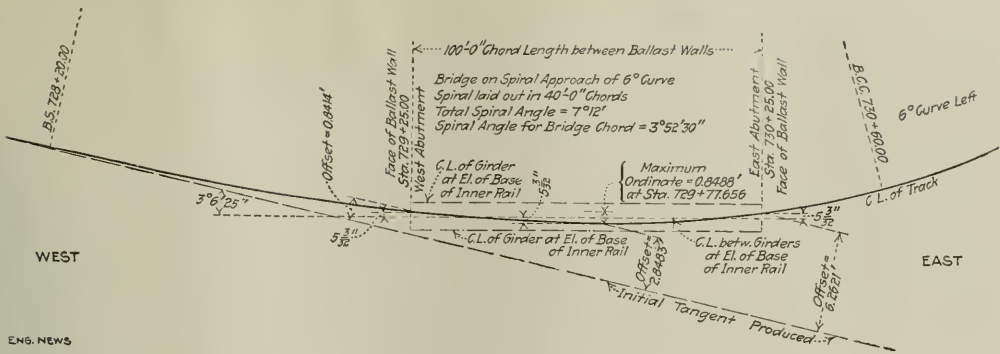 100'-0" Chord Length between Ballast Walls
Bridge on Spiral Approach of 6° Curve
Spiral laid out in 40'-0" Chords
Total Spiral Angle = 7°12'
Spiral Angle for Bridge Chord = 3°52'30"
B.S. 728+20.00
Offset = 0.8414'
Face of Ballast Wall
Sta. 729+25.00
West Abutment
East Abutment
Sta. 730+25.00
Face of Ballast Wall
B.C.C. 730+60.00
6° Curve Left
C.L. of Track
C.L. of Girder
at El. of Base
of Inner Rail
5 3/32"
Maximum
Ordinate = 0.8488'
at Sta. 729+77.656
3°6'25"
5 3/32"
5 3/32"
C.L. of Girder at El. of Base
of Inner Rail
Offset =
2.8483'
C.L. betw. Girders
at El. of Base
of Inner Rail
Offset =
6.2621'
WEST
EAST
Initial Tangent Produced
ENG. NEWS